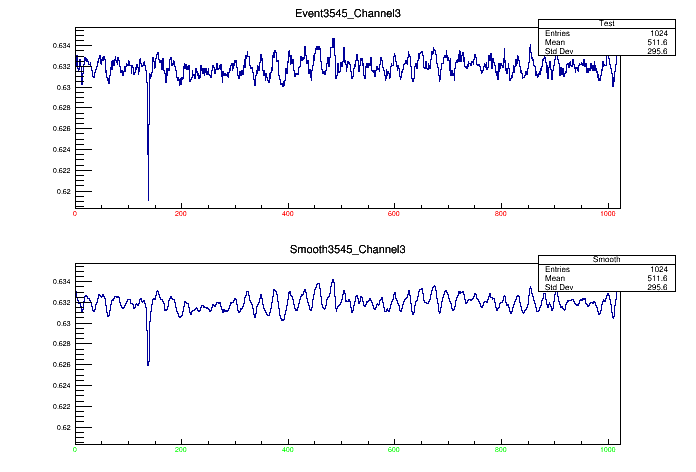 Event3545_Channel3
Test
Entries 1024
Mean 511.6
Std Dev 295.6
0.634
0.632
0.63
0.628
0.626
0.624
0.622
0.62
0 200 400 600 800 1000
Smooth3545_Channel3
Smooth
Entries 1024
Mean 511.6
Std Dev 295.6
0.634
0.632
0.63
0.628
0.626
0.624
0.622
0.62
0 200 400 600 800 1000